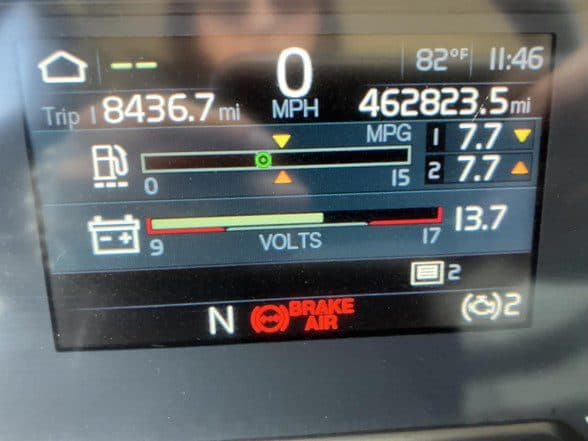 -- 0 82°F 11:46
Trip 1 8436.7 mi MPH 462823.5 mi
MPG 1 7.7
0 15 2 7.7
9 VOLTS 17 13.7
2
N BRAKE AIR 2